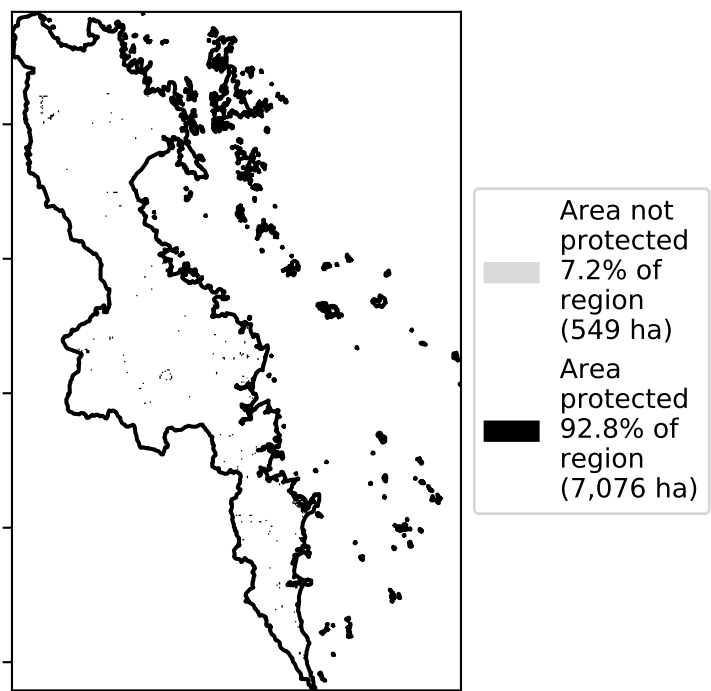 Area not
protected
7.2% of
region
(549 ha)
Area
protected
92.8% of
region
(7,076 ha)